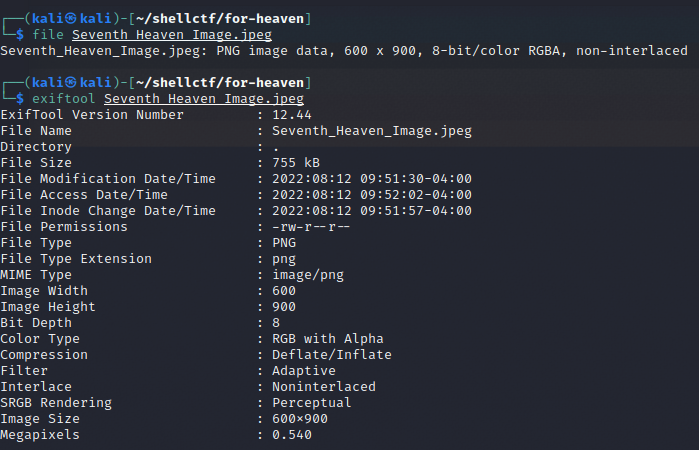 ┌──(kali㉿kali)-[~/shellctf/for-heaven]
└─$ file Seventh_Heaven_Image.jpeg
Seventh_Heaven_Image.jpeg: PNG image data, 600 x 900, 8-bit/color RGBA, non-interlaced
┌──(kali㉿kali)-[~/shellctf/for-heaven]
└─$ exiftool Seventh_Heaven_Image.jpeg
ExifTool Version Number : 12.44
File Name : Seventh_Heaven_Image.jpeg
Directory : .
File Size : 755 kB
File Modification Date/Time : 2022:08:12 09:51:30-04:00
File Access Date/Time : 2022:08:12 09:52:02-04:00
File Inode Change Date/Time : 2022:08:12 09:51:57-04:00
File Permissions : -rw-r--r--
File Type : PNG
File Type Extension : png
MIME Type : image/png
Image Width : 600
Image Height : 900
Bit Depth : 8
Color Type : RGB with Alpha
Compression : Deflate/Inflate
Filter : Adaptive
Interlace : Noninterlaced
SRGB Rendering : Perceptual
Image Size : 600×900
Megapixels : 0.540